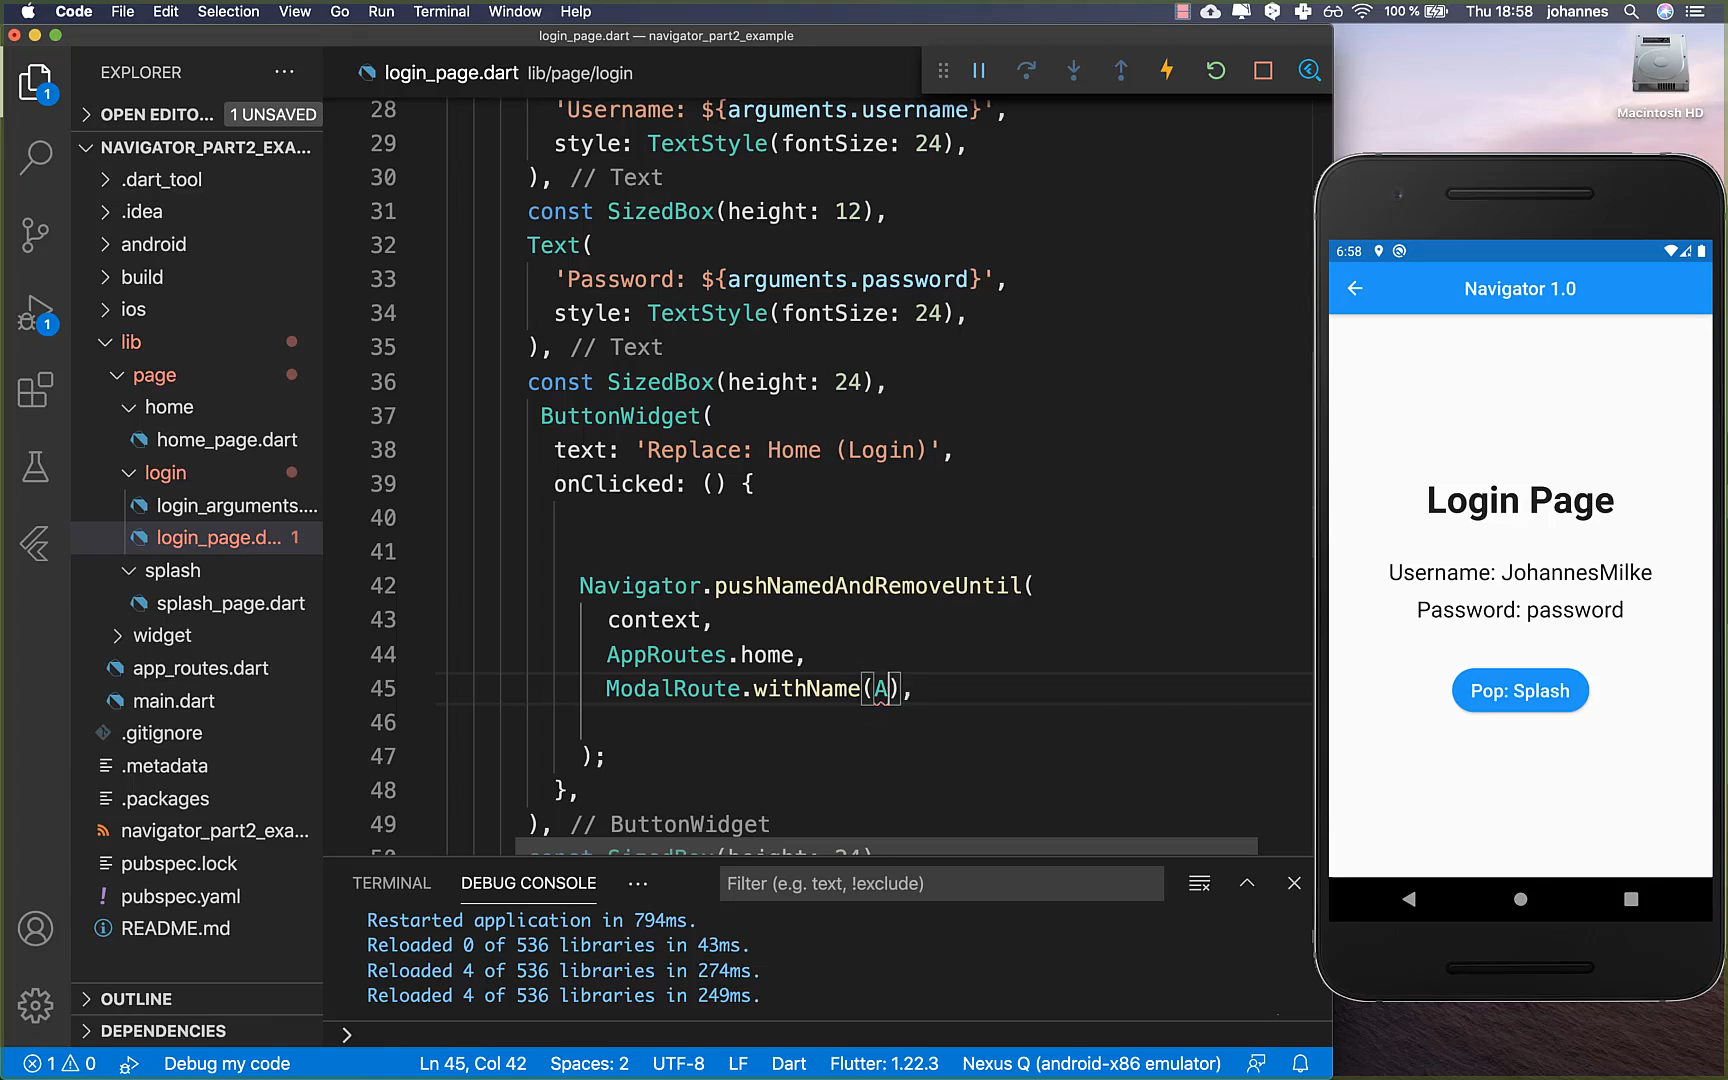 Code File Edit Selection View Go Run Terminal Window Help
100 % Thu 18:58 johannes
login_page.dart — navigator_part2_example
EXPLORER
OPEN EDITO... 1 UNSAVED
NAVIGATOR_PART2_EXA...
.dart_tool
.idea
android
build
ios
lib
page
home
home_page.dart
login
login_arguments....
login_page.d... 1
splash
splash_page.dart
widget
app_routes.dart
main.dart
.gitignore
.metadata
.packages
navigator_part2_exa...
pubspec.lock
pubspec.yaml
README.md
OUTLINE
DEPENDENCIES
1
1
login_page.dart lib/page/login
28 'Username: ${arguments.username}',
29 style: TextStyle(fontSize: 24),
30 ), // Text
31 const SizedBox(height: 12),
32 Text(
33 'Password: ${arguments.password}',
34 style: TextStyle(fontSize: 24),
35 ), // Text
36 const SizedBox(height: 24),
37 ButtonWidget(
38 text: 'Replace: Home (Login)',
39 onClicked: () {
40
41
42 Navigator.pushNamedAndRemoveUntil(
43 context,
44 AppRoutes.home,
45 ModalRoute.withName(A),
46
47 );
48 },
49 ), // ButtonWidget
50 const SizedBox(height: 24)
TERMINAL DEBUG CONSOLE ... Filter (e.g. text, !exclude)
Restarted application in 794ms.
Reloaded 0 of 536 libraries in 43ms.
Reloaded 4 of 536 libraries in 274ms.
Reloaded 4 of 536 libraries in 249ms.
1 0 Debug my code Ln 45, Col 42 Spaces: 2 UTF-8 LF Dart Flutter: 1.22.3 Nexus Q (android-x86 emulator)
Macintosh HD
6:58
Navigator 1.0
Login Page
Username: JohannesMilke
Password: password
Pop: Splash